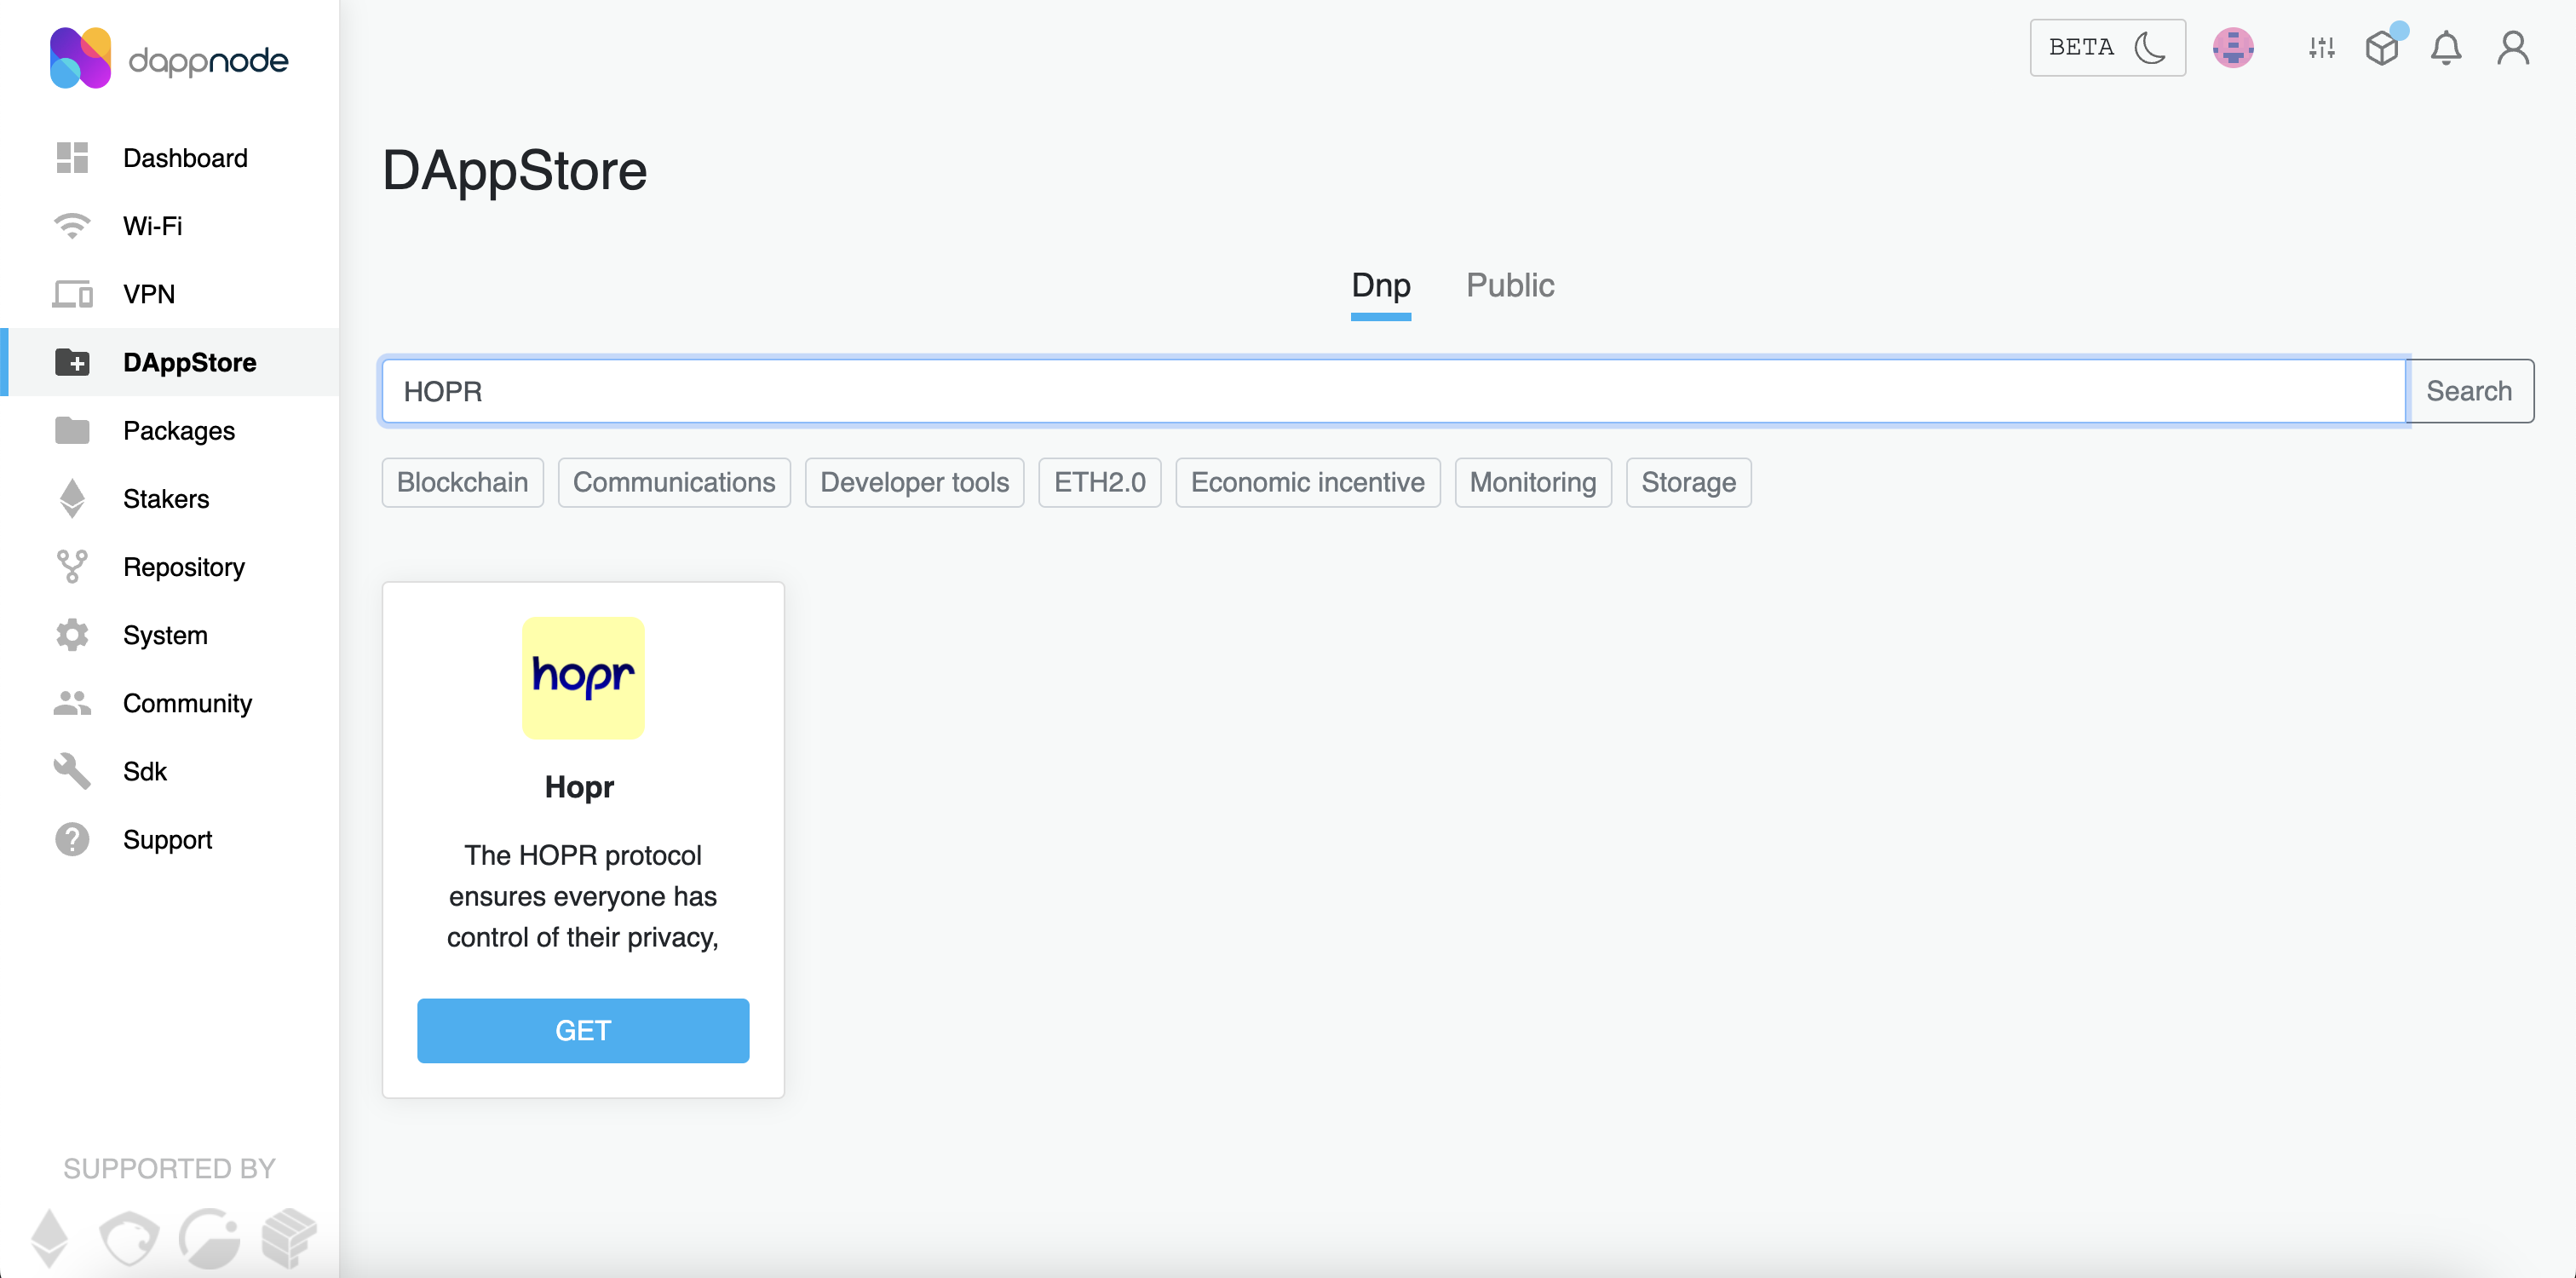 dappnode
Dashboard
Wi-Fi
VPN
DAppStore
Packages
Stakers
Repository
System
Community
Sdk
Support
SUPPORTED BY
BETA
DAppStore
Dnp Public
HOPR Search
Blockchain Communications Developer tools ETH2.0 Economic incentive Monitoring Storage
hopr
Hopr
The HOPR protocol
ensures everyone has
control of their privacy,
GET